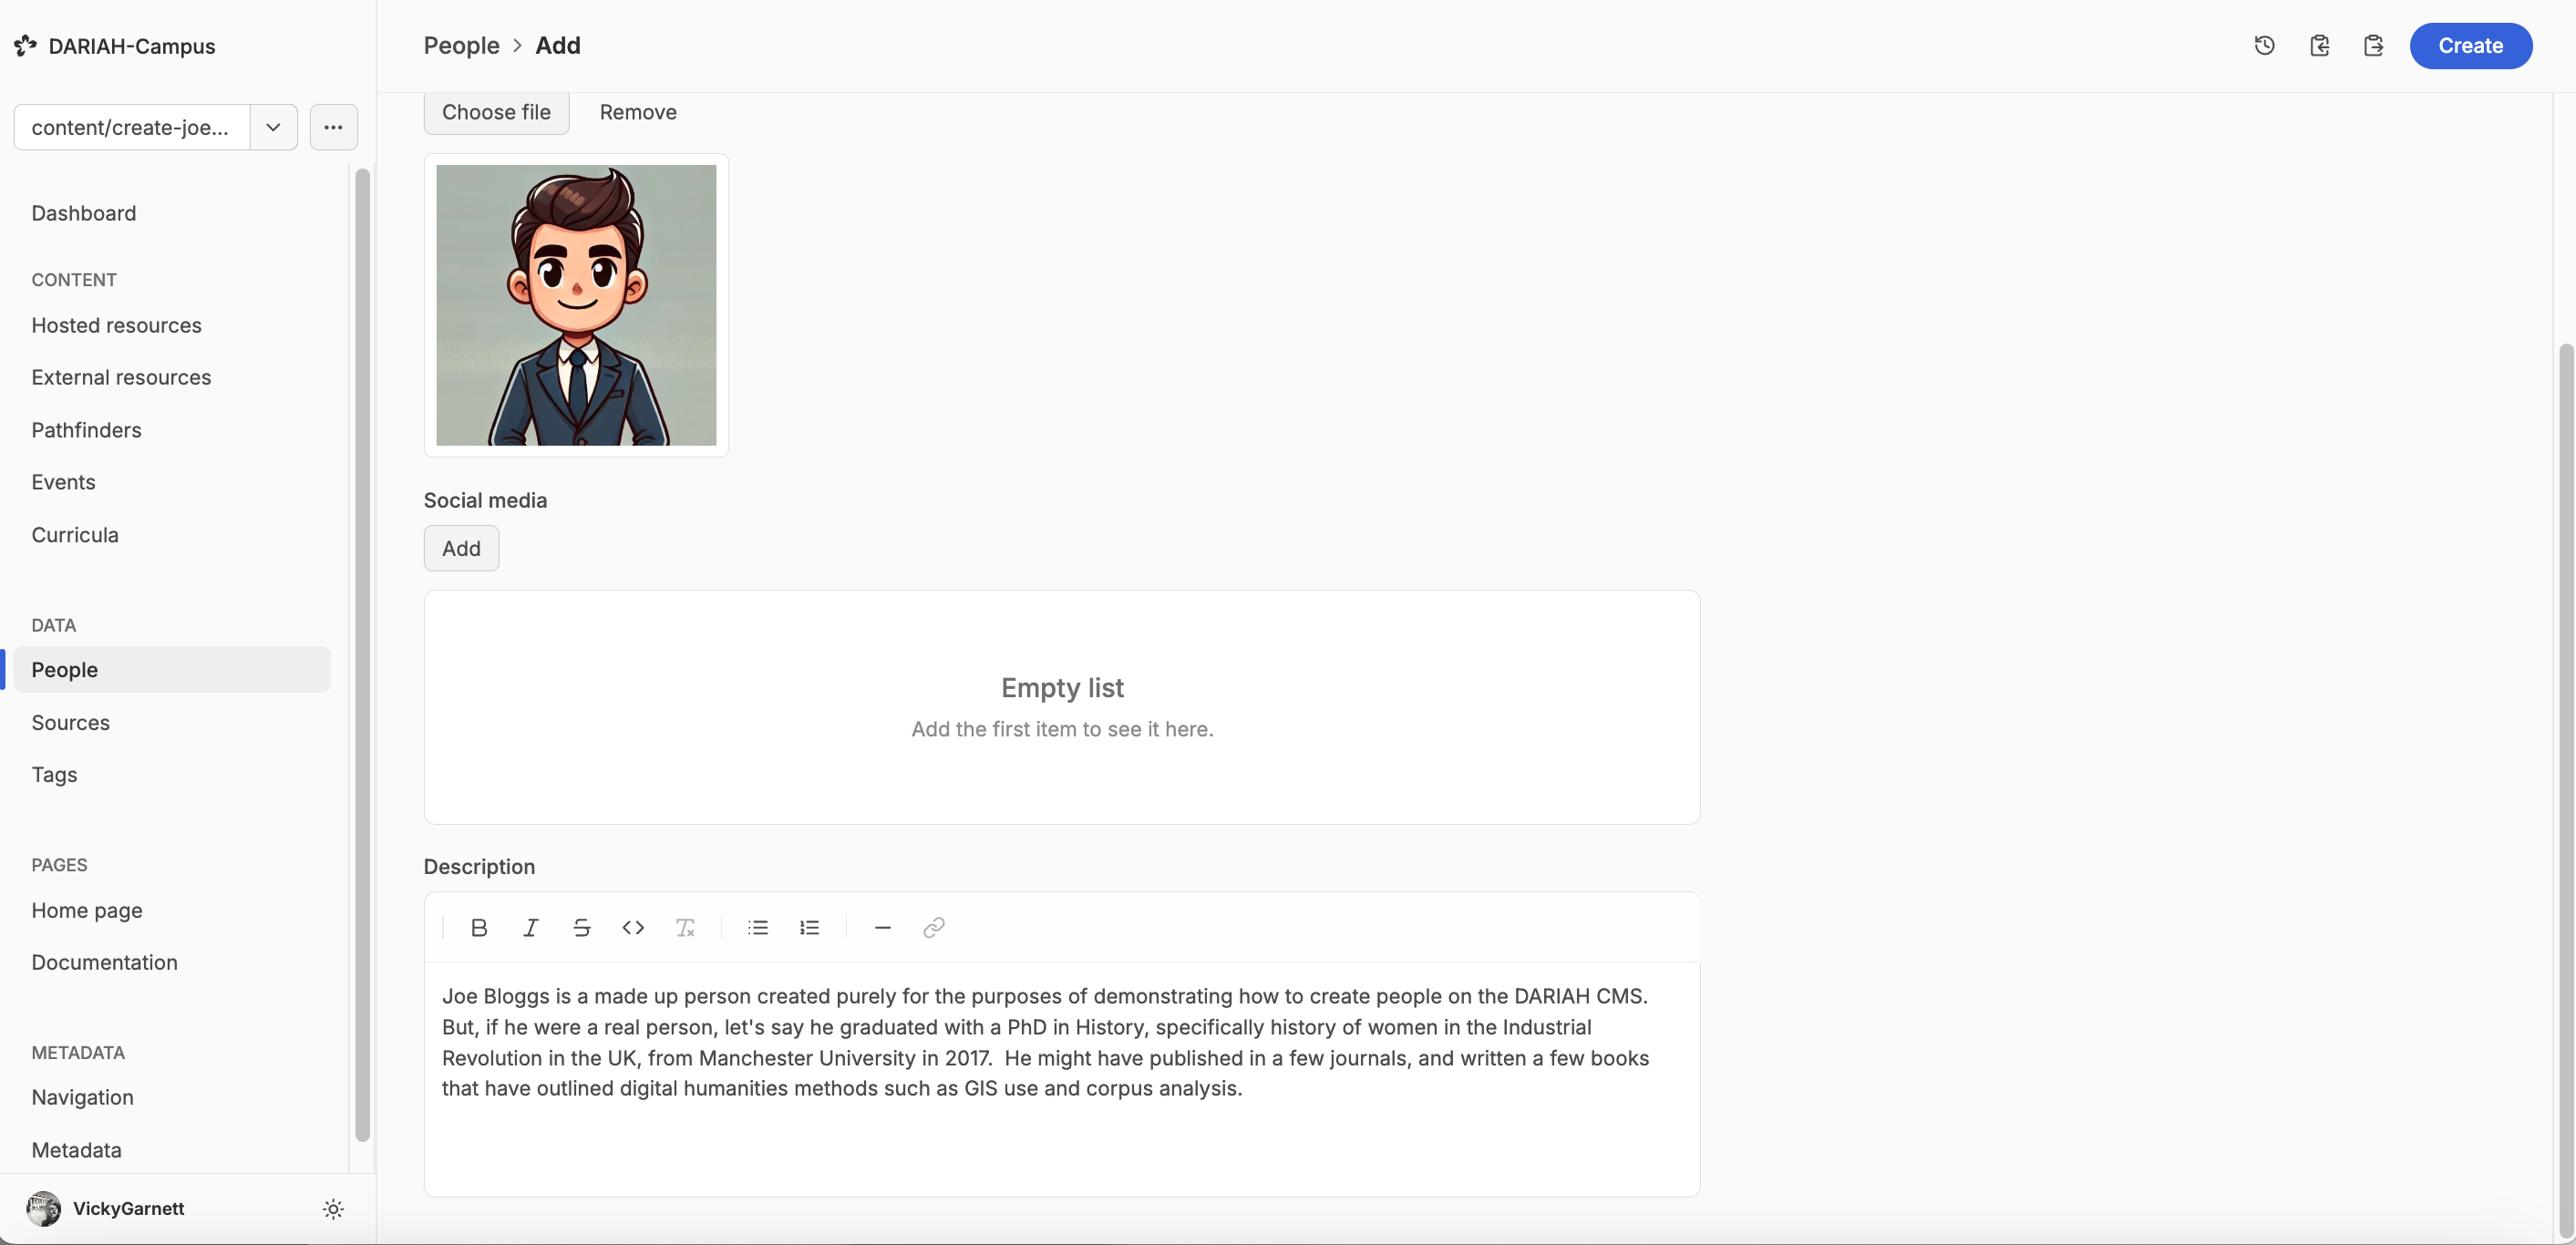 DARIAH-Campus
content/create-joe...
Dashboard
CONTENT
Hosted resources
External resources
Pathfinders
Events
Curricula
DATA
People
Sources
Tags
PAGES
Home page
Documentation
METADATA
Navigation
Metadata
VickyGarnett
People > Add
Create
Choose file
Remove
Social media
Add
Empty list
Add the first item to see it here.
Description
Joe Bloggs is a made up person created purely for the purposes of demonstrating how to create people on the DARIAH CMS.
But, if he were a real person, let's say he graduated with a PhD in History, specifically history of women in the Industrial
Revolution in the UK, from Manchester University in 2017.  He might have published in a few journals, and written a few books
that have outlined digital humanities methods such as GIS use and corpus analysis.